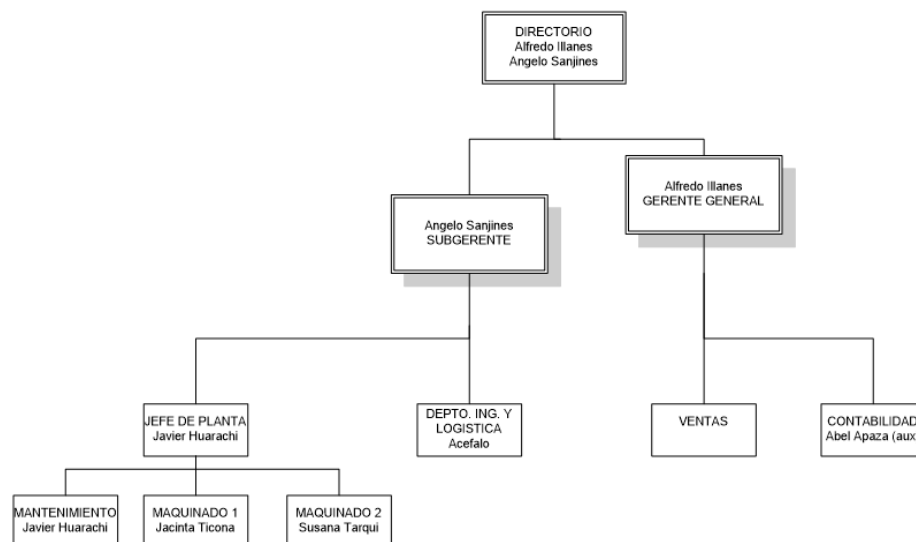 DIRECTORIO
Alfredo Illanes
Angelo Sanjines
Alfredo Illanes
GERENTE GENERAL
Angelo Sanjines
SUBGERENTE
JEFE DE PLANTA
Javier Huarachi
DEPTO. ING. Y
LOGISTICA
Acefalo
VENTAS
CONTABILIDAD
Abel Apaza (aux
MANTENIMIENTO
Javier Huarachi
MAQUINADO 1
Jacinta Ticona
MAQUINADO 2
Susana Tarqui